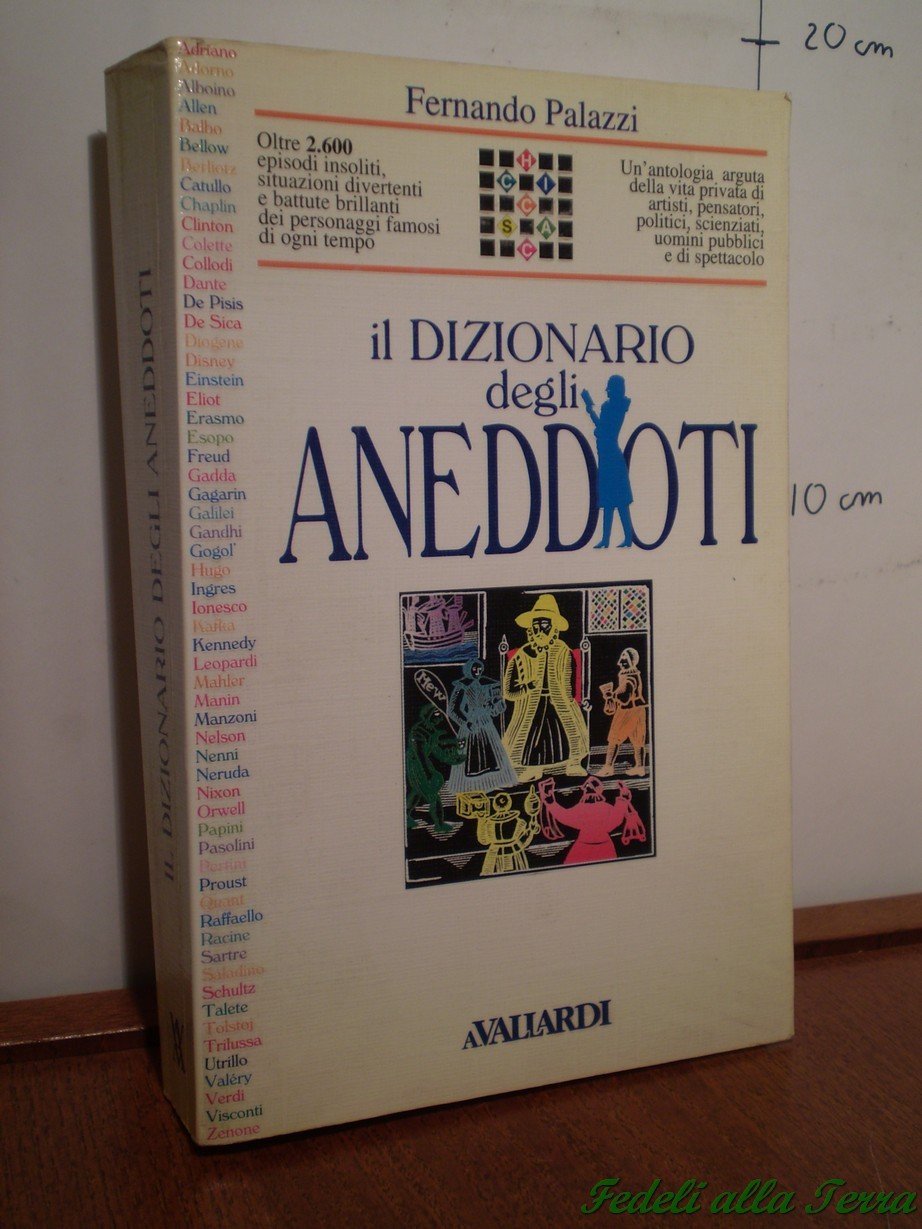 20 cm
10 cm
Fernando Palazzi
Oltre 2.600
episodi insoliti,
situazioni divertenti
e battute brillanti
dei personaggi famosi
di ogni tempo
H
C I
C
S A
C
Un'antologia arguta
della vita privata di
artisti, pensatori,
politici, scienziati,
uomini pubblici
e di spettacolo
il DIZIONARIO
degli
ANEDDOTI
Hew
AVALLARDI
Adriano
Adorno
Alboino
Allen
Balbo
Bellow
Berlioz
Catullo
Chaplin
Clinton
Colette
Collodi
Dante
De Pisis
De Sica
Diogene
Disney
Einstein
Eliot
Erasmo
Esopo
Freud
Gadda
Gagarin
Galilei
Gandhi
Gogol'
Hugo
Ingres
Ionesco
Kafka
Kennedy
Leopardi
Mahler
Manin
Manzoni
Nelson
Nenni
Neruda
Nixon
Orwell
Papini
Pasolini
Pertini
Proust
Quant
Raffaello
Racine
Sartre
Saladino
Schultz
Talete
Tolstoj
Trilussa
Utrillo
Valéry
Verdi
Visconti
Zenone
IL DIZIONARIO DEGLI ANEDDOTI
Fedeli alla Terra